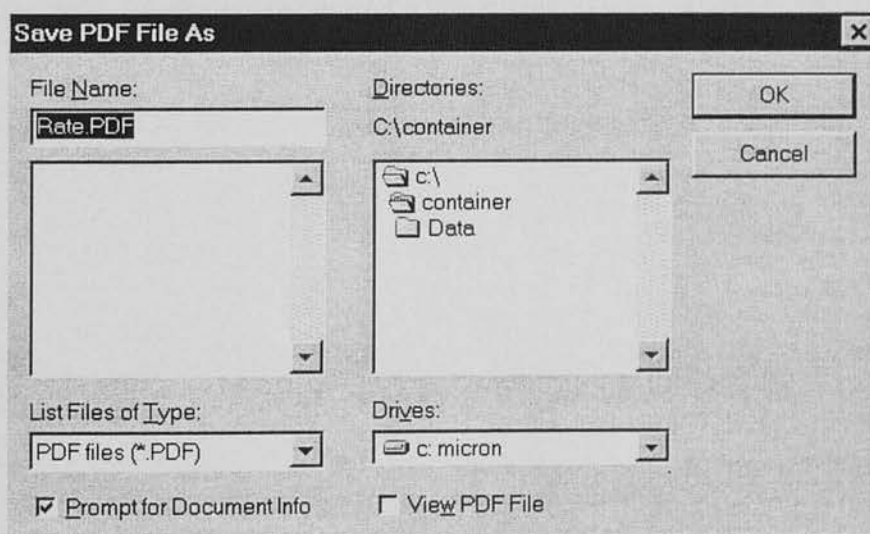 Save PDF File As
File Name:
Rate.PDF
Directories:
C:\container
OK
Cancel
c:\
container
Data
List Files of Type:
PDF files (*.PDF)
Drives:
c: micron
Prompt for Document Info
View PDF File